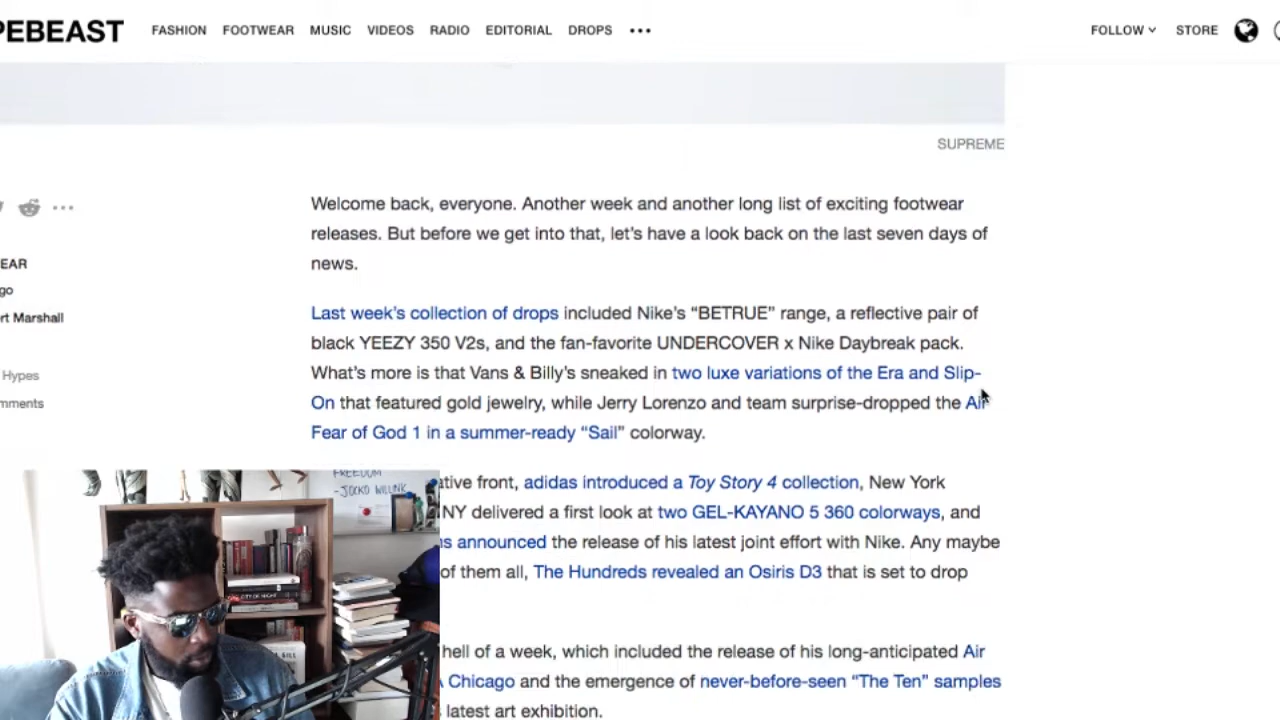 PEBEAST FASHION FOOTWEAR MUSIC VIDEOS RADIO EDITORIAL DROPS ••• FOLLOW STORE
SUPREME
EAR
go
rt Marshall
Hypes
mments
Welcome back, everyone. Another week and another long list of exciting footwear
releases. But before we get into that, let’s have a look back on the last seven days of
news.
Last week’s collection of drops included Nike’s “BETRUE” range, a reflective pair of
black YEEZY 350 V2s, and the fan-favorite UNDERCOVER x Nike Daybreak pack.
What’s more is that Vans & Billy’s sneaked in two luxe variations of the Era and Slip-
On that featured gold jewelry, while Jerry Lorenzo and team surprise-dropped the Air
Fear of God 1 in a summer-ready “Sail” colorway.
ative front, adidas introduced a Toy Story 4 collection, New York
NY delivered a first look at two GEL-KAYANO 5 360 colorways, and
s announced the release of his latest joint effort with Nike. Any maybe
of them all, The Hundreds revealed an Osiris D3 that is set to drop
hell of a week, which included the release of his long-anticipated Air
Chicago and the emergence of never-before-seen “The Ten” samples
latest art exhibition.
FREEDOM
-JOCKO WILLINK
CITY OF NIGHT